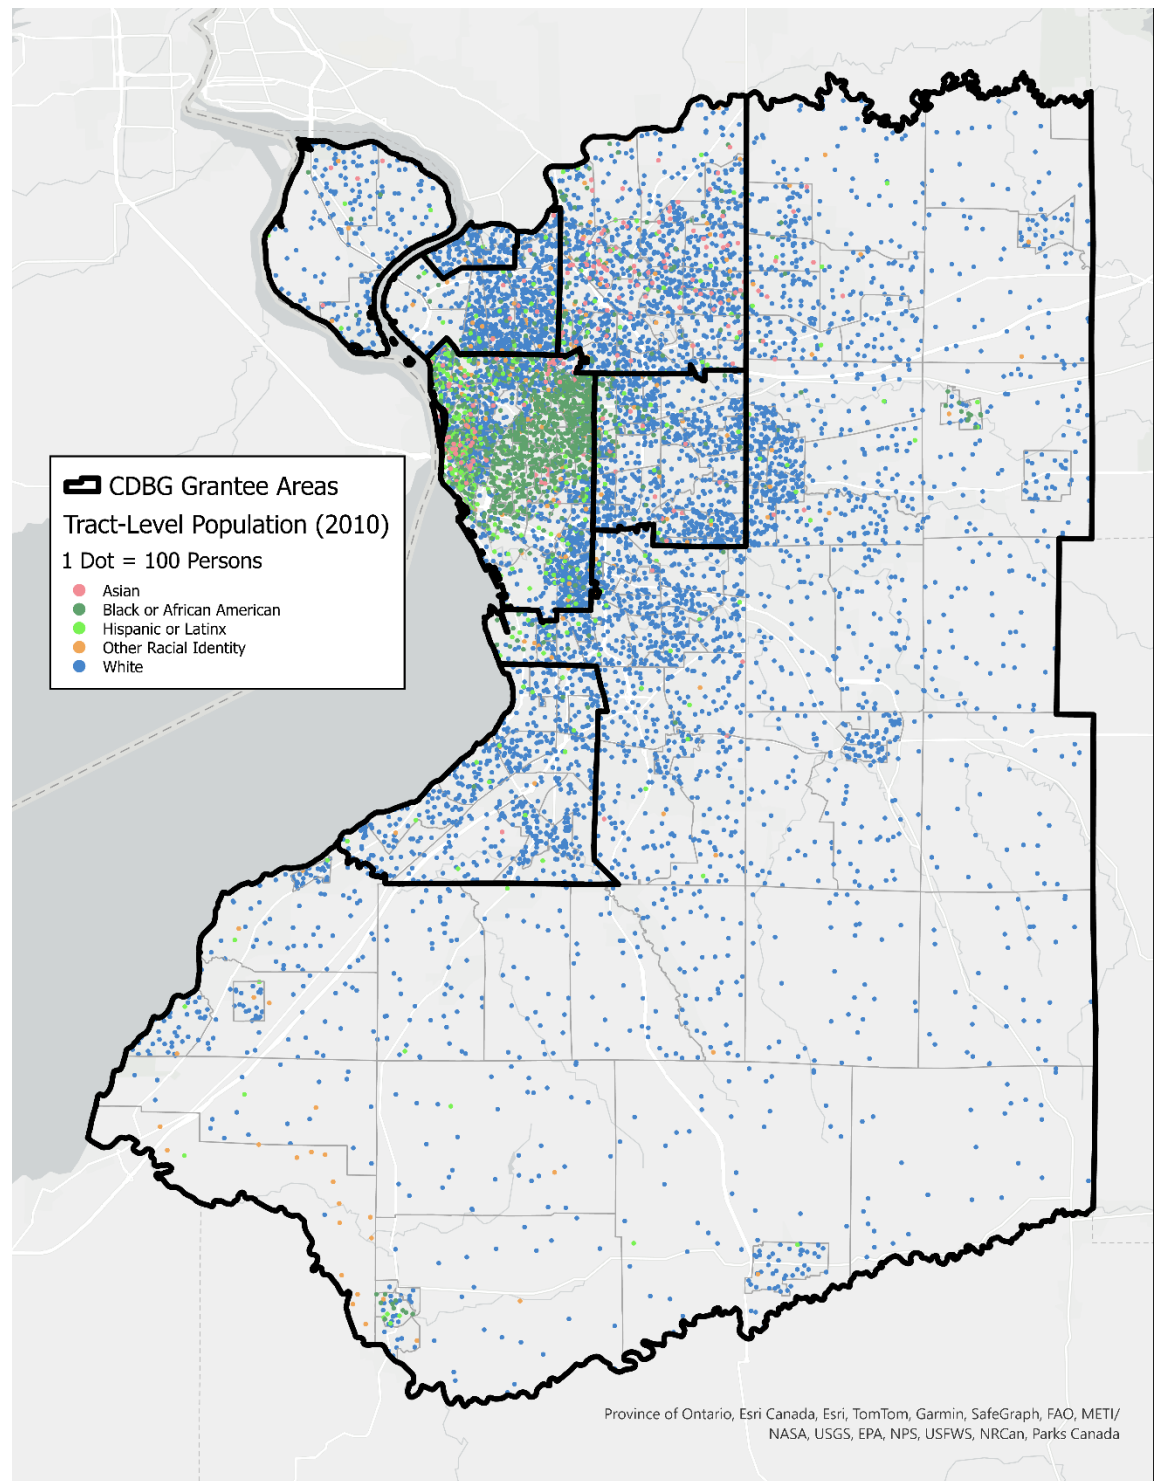 CDBG Grantee Areas
Tract-Level Population (2010)
1 Dot = 100 Persons
Asian
Black or African American
Hispanic or Latinx
Other Racial Identity
White
Province of Ontario, Esri Canada, Esri, TomTom, Garmin, SafeGraph, FAO, METI/
NASA, USGS, EPA, NPS, USFWS, NRCan, Parks Canada